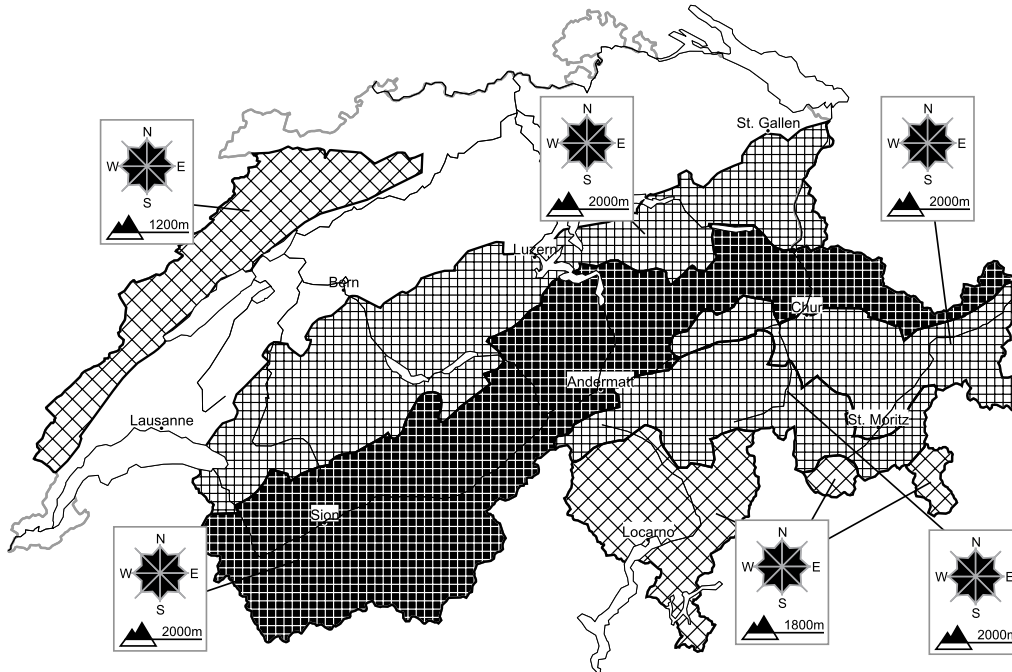 St. Gallen
N
W E
S
1200m
N
W E
S
2000m
N
W E
S
2000m
Luzern
Bern
Chur
Andermatt
Lausanne
St. Moritz
Sion
Locarno
N
W E
S
2000m
N
W E
S
1800m
N
W E
S
2000m